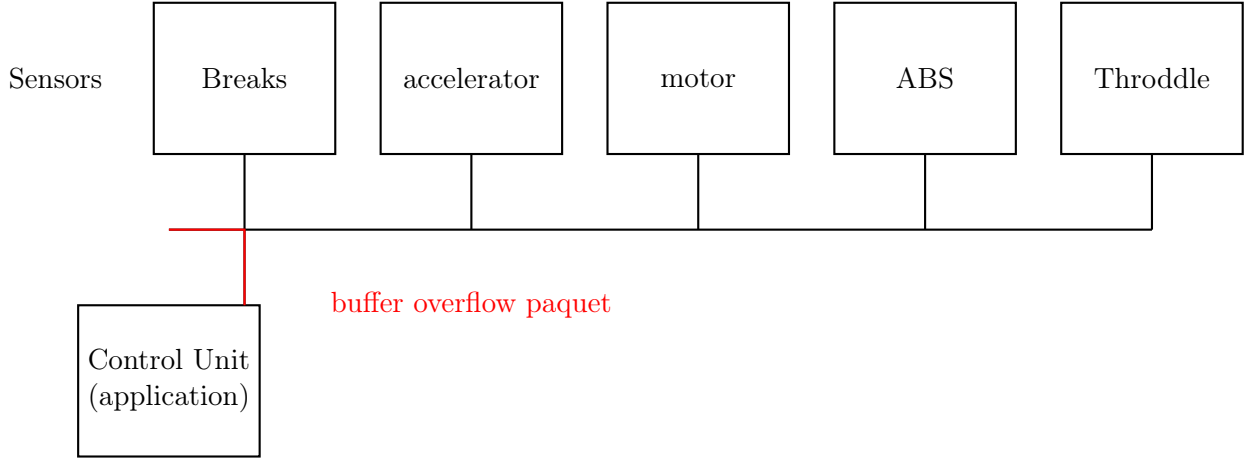 Sensors
Breaks
accelerator
motor
ABS
Throddle
buffer overflow paquet
Control Unit
(application)